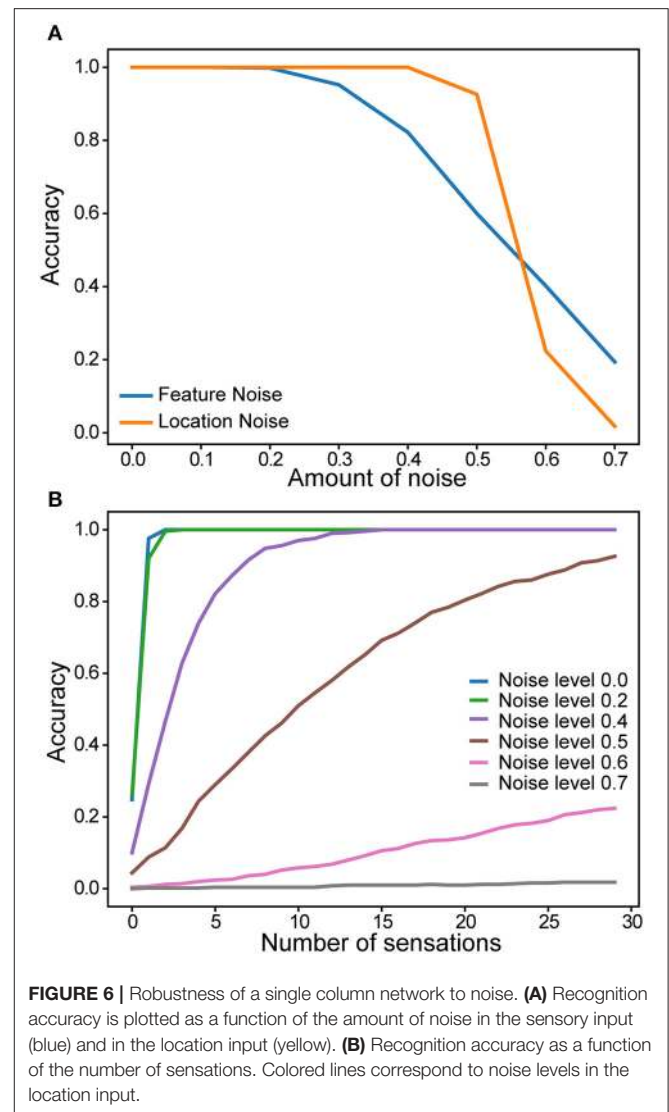 A
1.0
0.8
0.6
0.4
0.2
0.0
Accuracy
Feature Noise
Location Noise
0.0 0.1 0.2 0.3 0.4 0.5 0.6 0.7
Amount of noise
B
1.0
0.8
0.6
0.4
0.2
0.0
Accuracy
Noise level 0.0
Noise level 0.2
Noise level 0.4
Noise level 0.5
Noise level 0.6
Noise level 0.7
0 5 10 15 20 25 30
Number of sensations
FIGURE 6 | Robustness of a single column network to noise. (A) Recognition
accuracy is plotted as a function of the amount of noise in the sensory input
(blue) and in the location input (yellow). (B) Recognition accuracy as a function
of the number of sensations. Colored lines correspond to noise levels in the
location input.